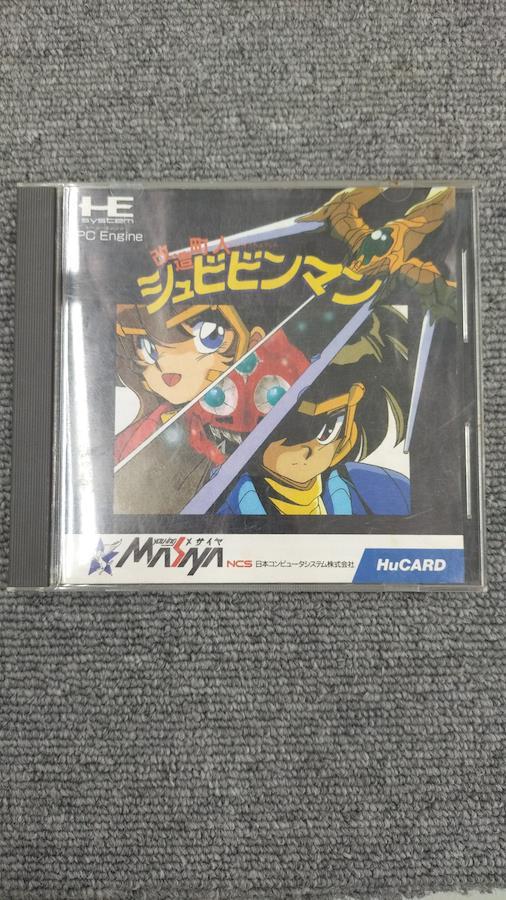 HE
system
PC Engine
改造町人
シュビビンマン
メサイヤ
MASAYA
NCS 日本コンピュータシステム株式会社
HuCARD